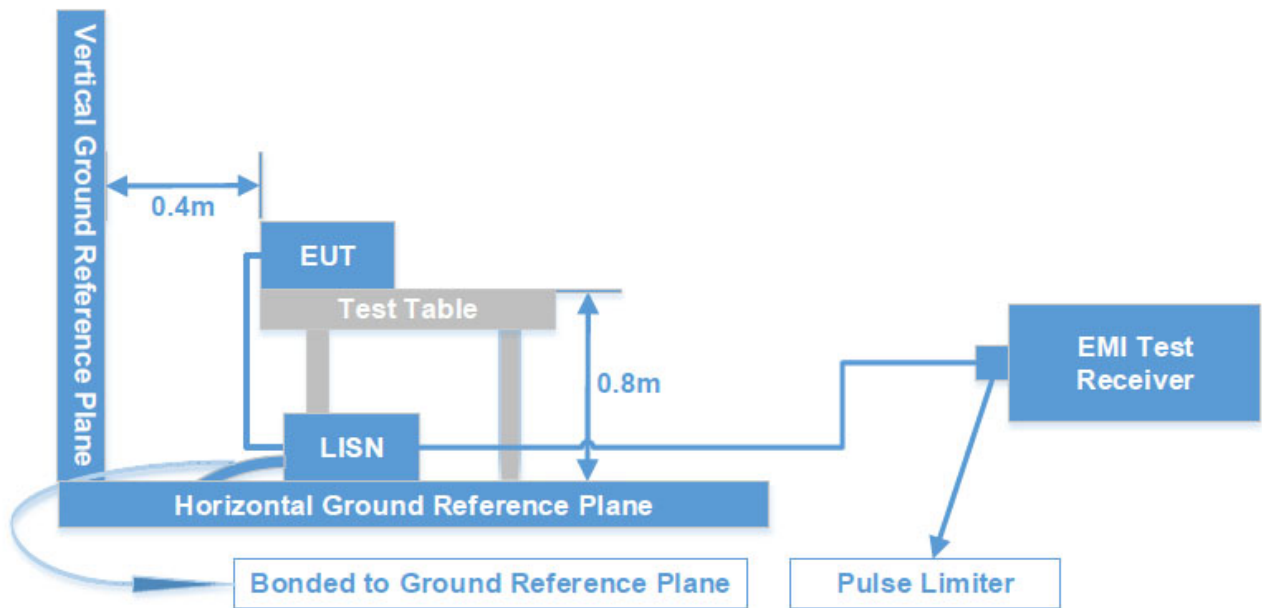 Vertical Ground Reference Plane
0.4m
EUT
Test Table
0.8m
EMI Test
Receiver
LISN
Horizontal Ground Reference Plane
Bonded to Ground Reference Plane
Pulse Limiter